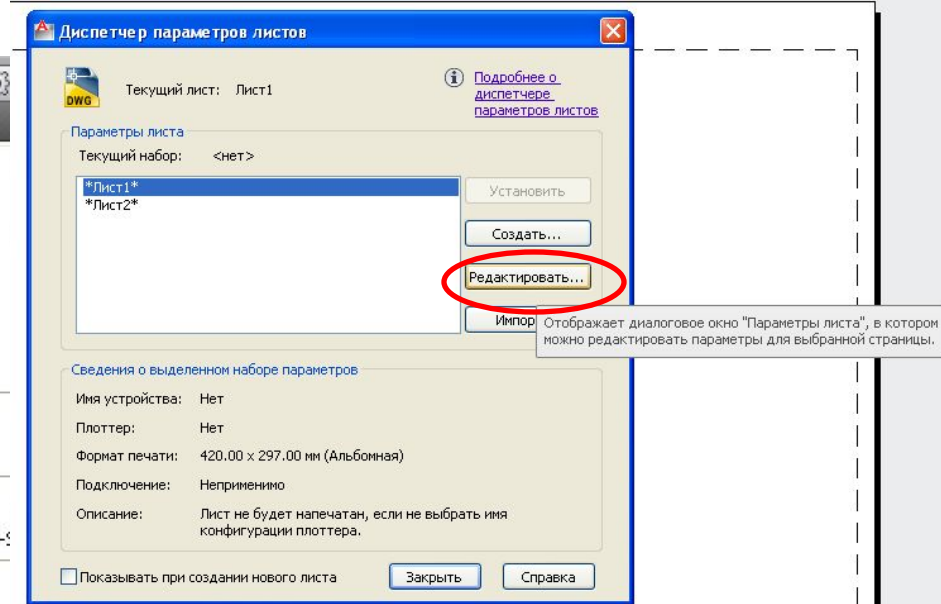 Диспетчер параметров листов
DWG
Текущий лист: Лист1
Подробнее о
диспетчере
параметров листов
Параметры листа
Текущий набор: <нет>
*Лист1*
*Лист2*
Установить
Создать...
Редактировать...
Импор
Отображает диалоговое окно "Параметры листа", в котором
можно редактировать параметры для выбранной страницы.
Сведения о выделенном наборе параметров
Имя устройства: Нет
Плоттер: Нет
Формат печати: 420.00 x 297.00 мм (Альбомная)
Подключение: Неприменимо
Описание: Лист не будет напечатан, если не выбрать имя
конфигурации плоттера.
Показывать при создании нового листа
Закрыть
Справка